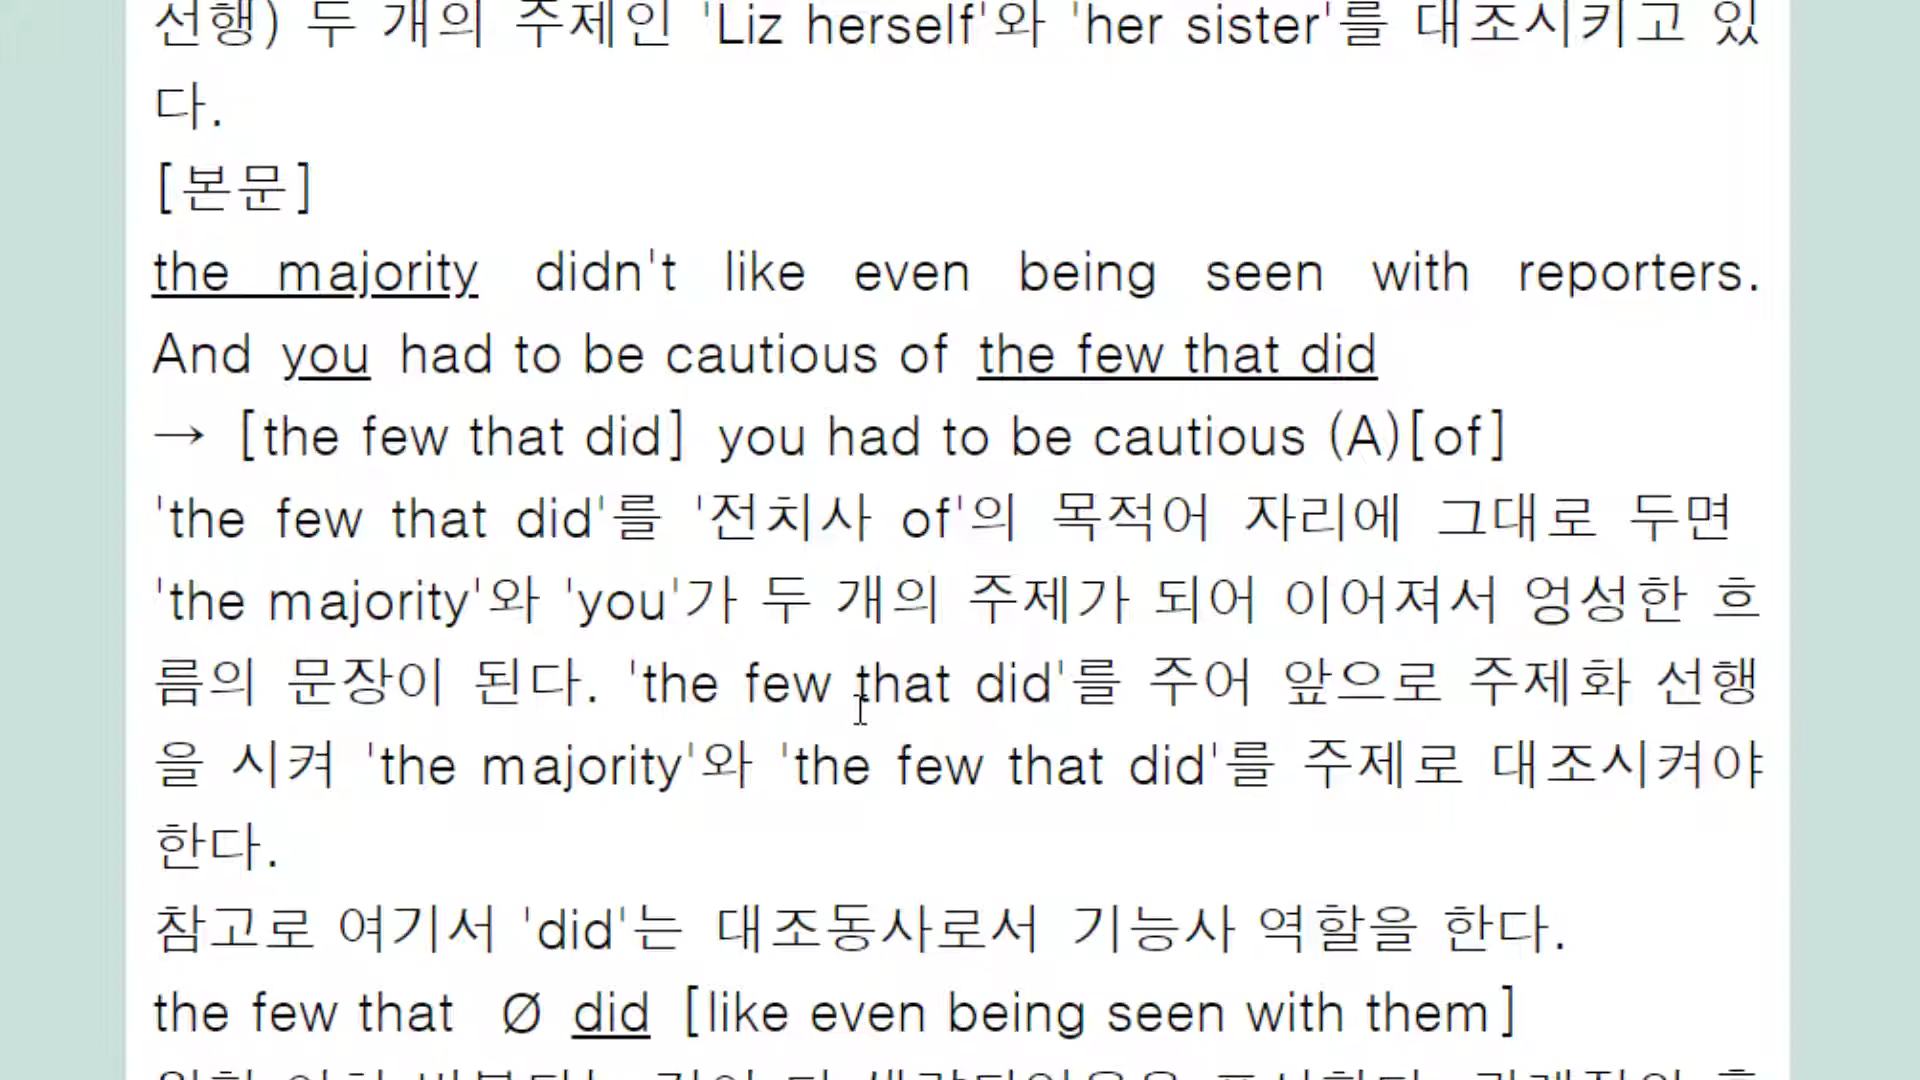 선행) 두 개의 주제인 'Liz herself'와 'her sister'를 대조시키고 있
다.
[본문]
the majority didn't like even being seen with reporters.
And you had to be cautious of the few that did
→ [the few that did] you had to be cautious (A)[of]
'the few that did'를 '전치사 of'의 목적어 자리에 그대로 두면
'the majority'와 'you'가 두 개의 주제가 되어 이어져서 엉성한 흐
름의 문장이 된다. 'the few that did'를 주어 앞으로 주제화 선행
을 시켜 'the majority'와 'the few that did'를 주제로 대조시켜야
한다.
참고로 여기서 'did'는 대조동사로서 기능사 역할을 한다.
the few that Ø did [like even being seen with them]